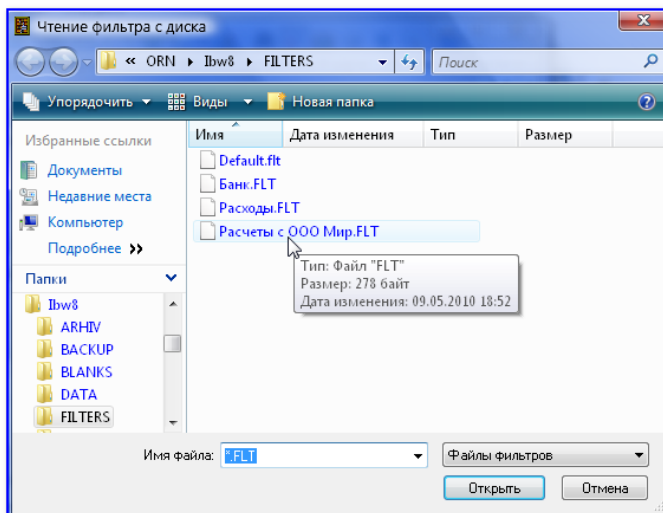 Чтение фильтра с диска
« ORN ▸ Ibw8 ▸ FILTERS
Поиск
Упорядочить Виды Новая папка
Избранные ссылки
Документы
Недавние места
Компьютер
Подробнее »
Папки
Ibw8
ARHIV
BACKUP
BLANKS
DATA
FILTERS
Имя Дата изменения Тип Размер
Default.flt
Банк.FLT
Расходы.FLT
Расчеты с ООО Мир.FLT
Тип: Файл "FLT"
Размер: 278 байт
Дата изменения: 09.05.2010 18:52
Имя файла: *.FLT Файлы фильтров
Открыть Отмена